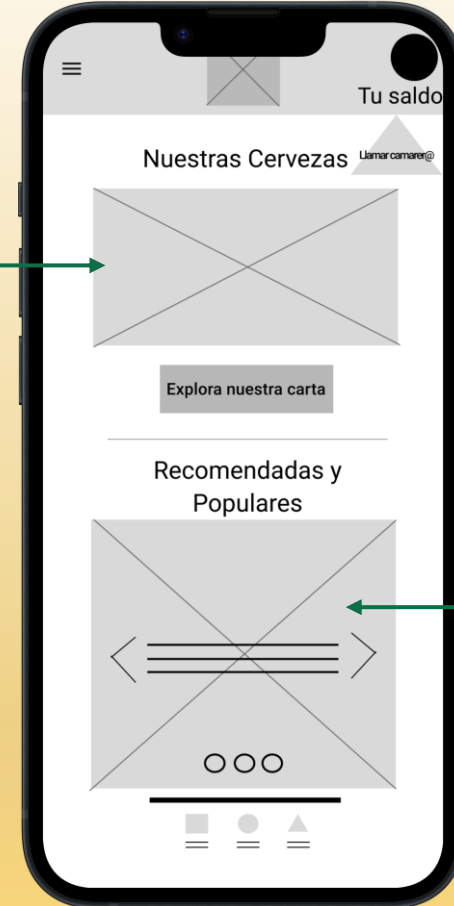 Tu saldo
Llamar camarer@
Nuestras Cervezas
Explora nuestra carta
Recomendadas y
Populares